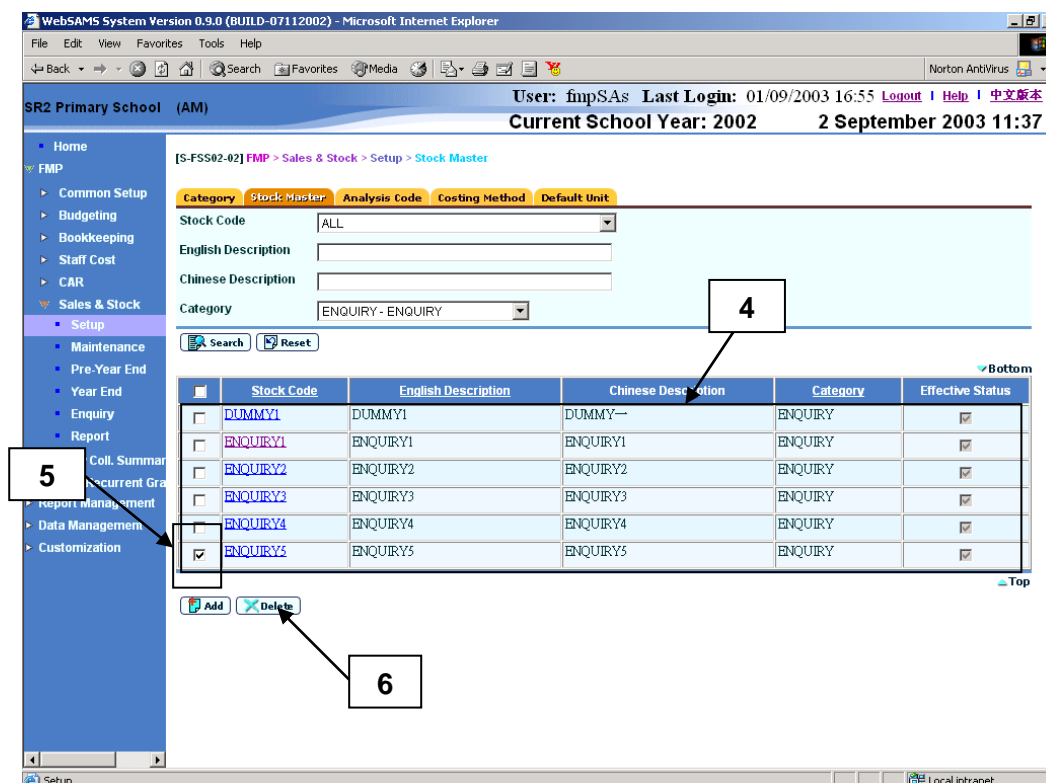 WebSAMS System Version 0.9.0 (BUILD-07112002) - Microsoft Internet Explorer
File Edit View Favorites Tools Help
Back Search Favorites Media Norton AntiVirus
SR2 Primary School (AM)
User: fmpSAs Last Login: 01/09/2003 16:55 Logout | Help | 中文版本
Current School Year: 2002 2 September 2003 11:37
Home
FMP
Common Setup
Budgeting
Bookkeeping
Staff Cost
CAR
Sales & Stock
Setup
Maintenance
Pre-Year End
Year End
Enquiry
Report
Coll. Summar
ecurrent Gra
Report Management
Data Management
Customization
[S-FSS02-02] FMP > Sales & Stock > Setup > Stock Master
Category Stock Master Analysis Code Costing Method Default Unit
Stock Code ALL
English Description
Chinese Description
Category ENQUIRY - ENQUIRY
4
Search Reset
Bottom
Stock Code English Description Chinese Description Category Effective Status
DUMMY1 DUMMY1 DUMMY一 ENQUIRY
ENQUIRY1 ENQUIRY1 ENQUIRY1 ENQUIRY
ENQUIRY2 ENQUIRY2 ENQUIRY2 ENQUIRY
ENQUIRY3 ENQUIRY3 ENQUIRY3 ENQUIRY
ENQUIRY4 ENQUIRY4 ENQUIRY4 ENQUIRY
ENQUIRY5 ENQUIRY5 ENQUIRY5 ENQUIRY
5
Top
Add Delete
6
Setup Local intranet